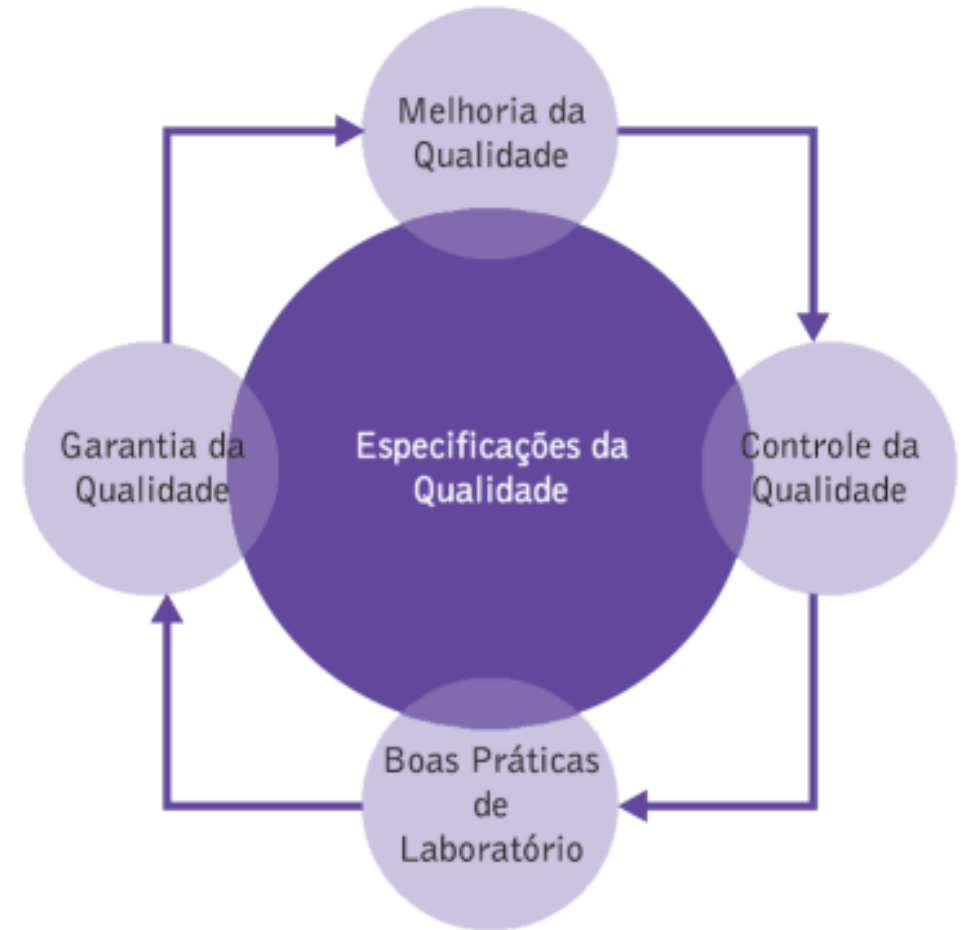 Melhoria da
Qualidade
Garantia da
Qualidade
Especificações da
Qualidade
Controle da
Qualidade
Boas Práticas
de
Laboratório